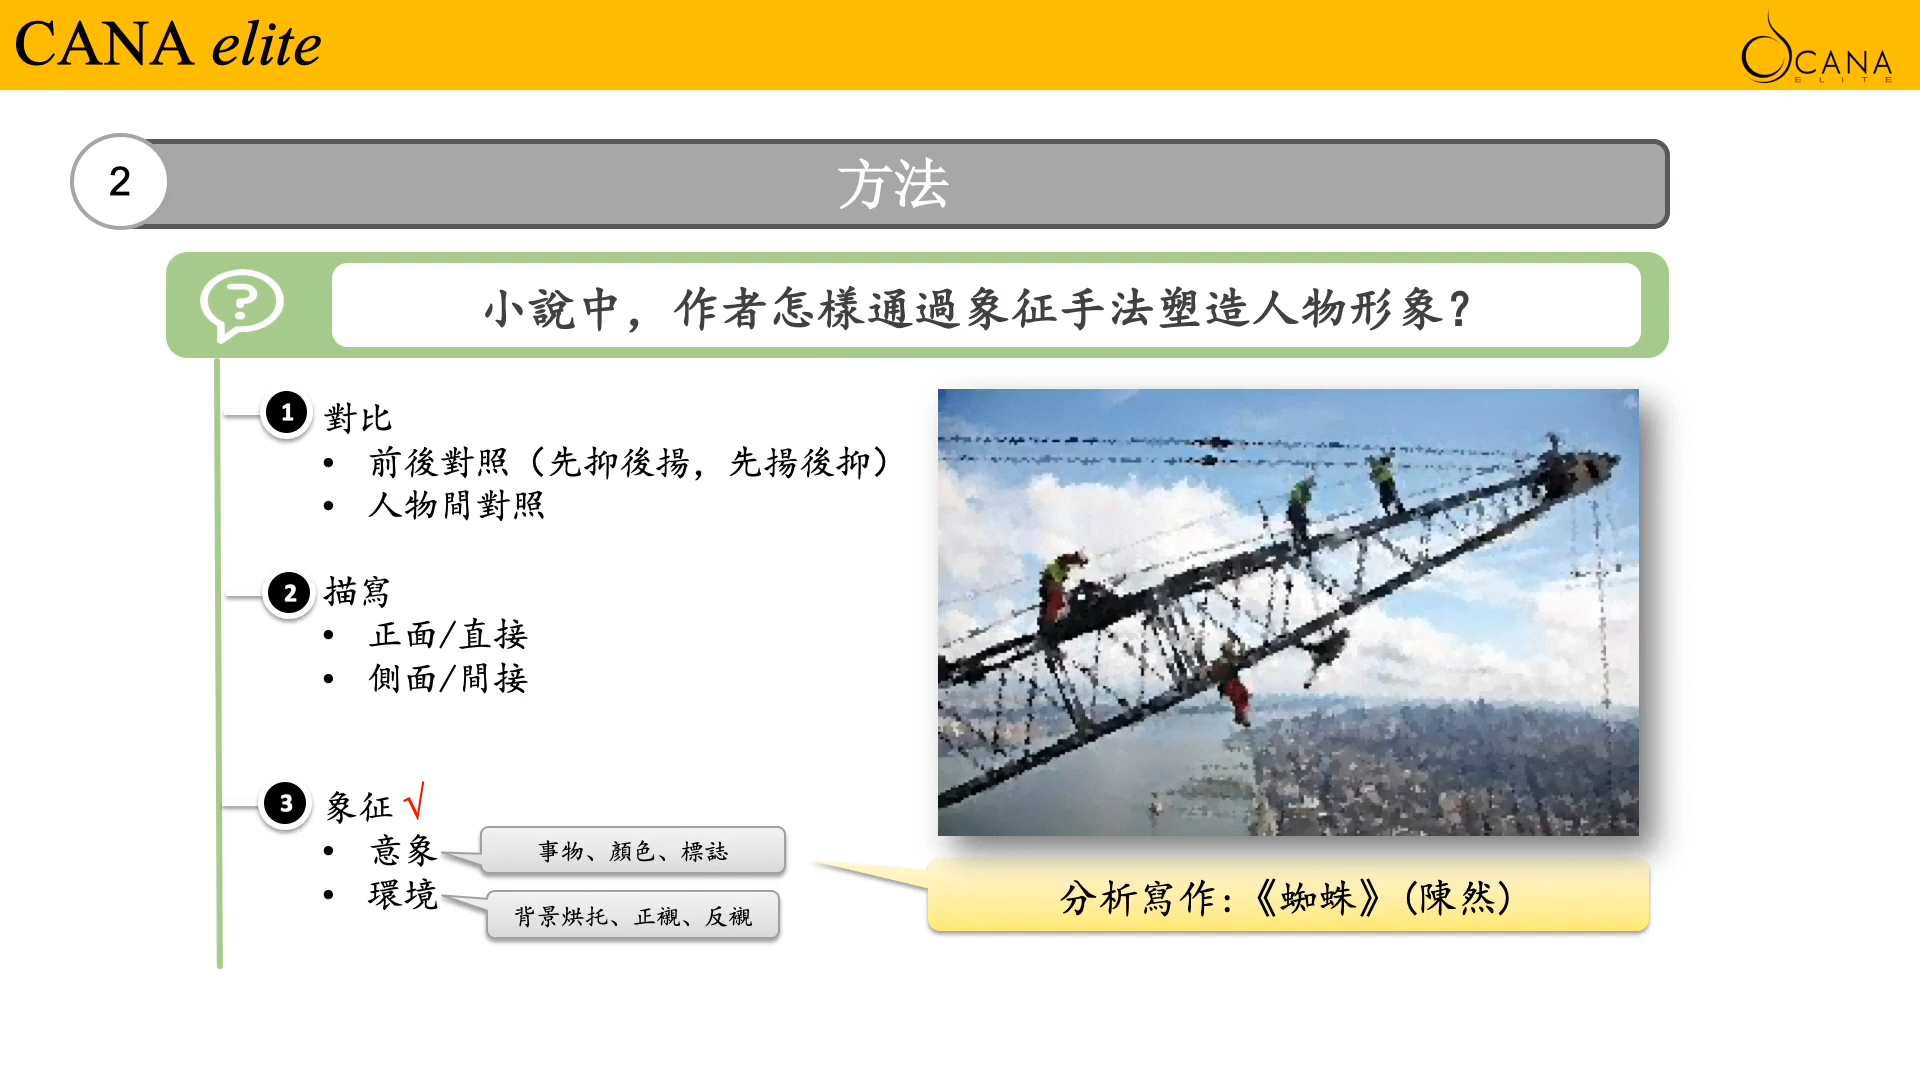 CANA elite
CANA
ELITE
2
方法
?
小說中，作者怎樣通過象征手法塑造人物形象？
1 對比
• 前後對照（先抑後揚，先揚後抑）
• 人物間對照
2 描寫
• 正面/直接
• 側面/間接
3 象征 √
• 意象
事物、顏色、標誌
• 環境
背景烘托、正襯、反襯
分析寫作：《蜘蛛》(陳然)